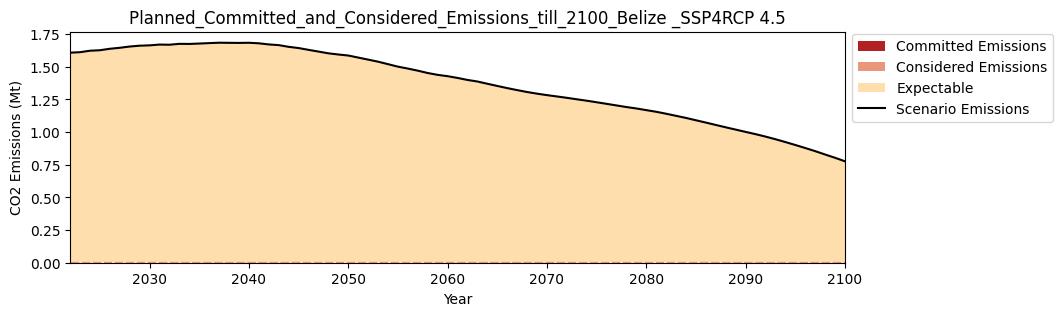 Planned_Committed_and_Considered_Emissions_till_2100_Belize _SSP4RCP 4.5
CO2 Emissions (Mt)
1.75
1.50
1.25
1.00
0.75
0.50
0.25
0.00
2030 2040 2050 2060 2070 2080 2090 2100
Year
Committed Emissions
Considered Emissions
Expectable
Scenario Emissions